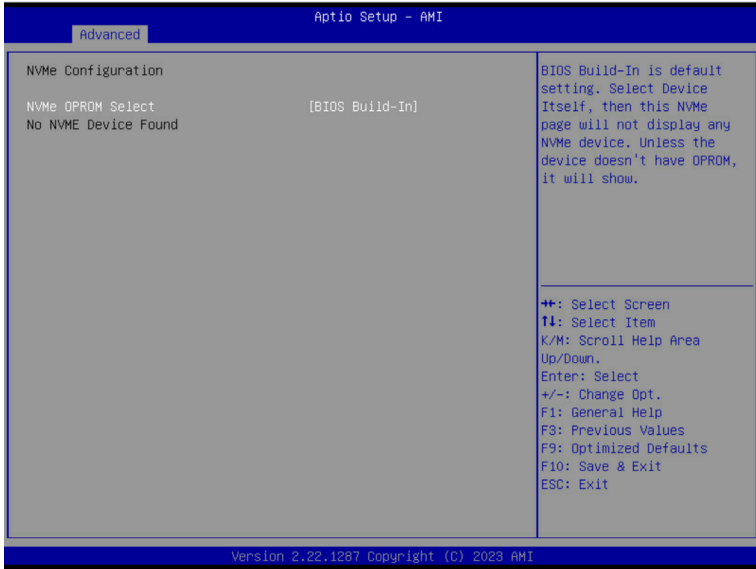 Aptio Setup - AMI
Advanced
NVMe Configuration
NVMe OPROM Select [BIOS Build-In]
No NVME Device Found
BIOS Build-In is default
setting. Select Device
Itself, then this NVMe
page will not display any
NVMe device. Unless the
device doesn't have OPROM,
it will show.
→←: Select Screen
↑↓: Select Item
K/M: Scroll Help Area
Up/Down.
Enter: Select
+/-: Change Opt.
F1: General Help
F3: Previous Values
F9: Optimized Defaults
F10: Save & Exit
ESC: Exit
Version 2.22.1287 Copyright (C) 2023 AMI